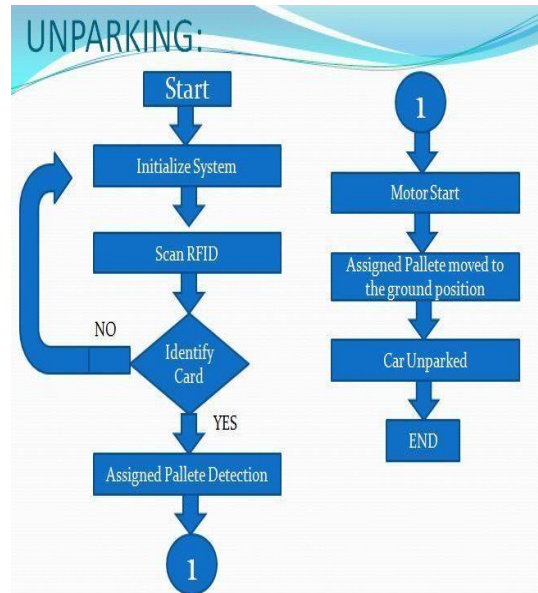 UNPARKING:
Start
Initialize System
Scan RFID
Identify
Card
NO
YES
Assigned Pallete Detection
1
1
Motor Start
Assigned Pallete moved to
the ground position
Car Unparked
END